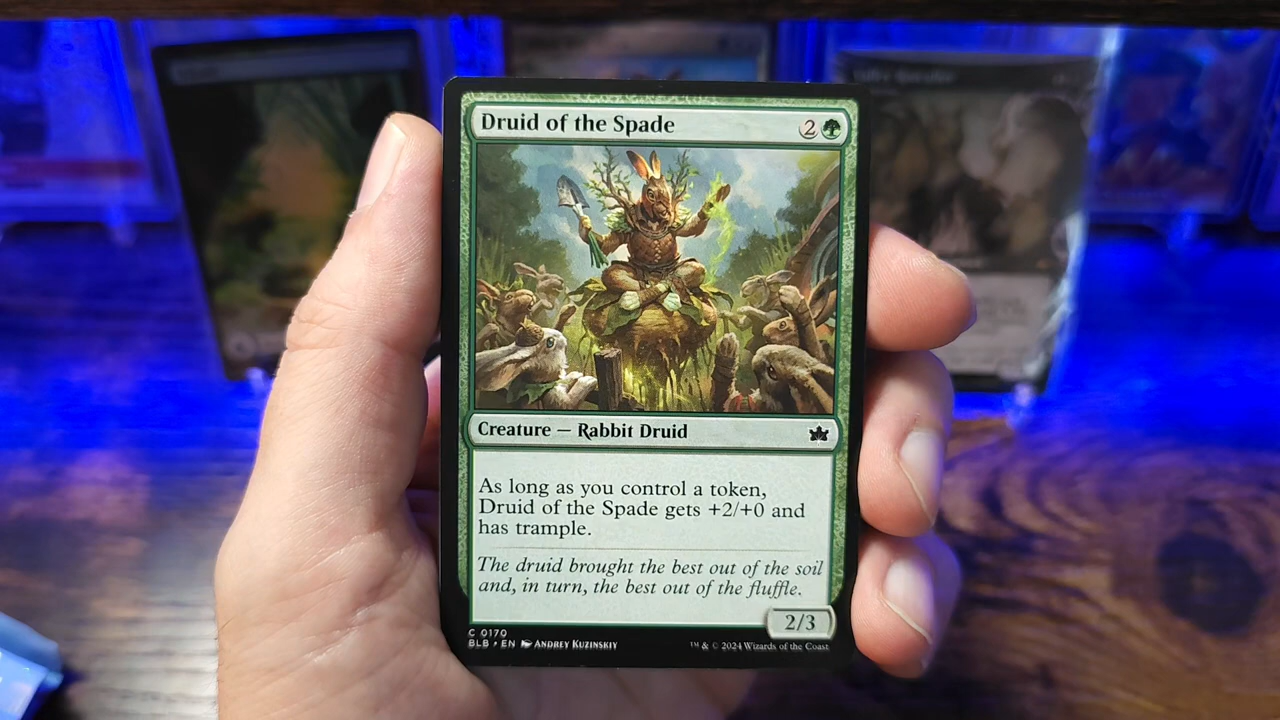 Druid of the Spade 2
Creature — Rabbit Druid
As long as you control a token,
Druid of the Spade gets +2/+0 and
has trample.
The druid brought the best out of the soil
and, in turn, the best out of the fluffle.
2/3
C 0170
BLB • EN ANDREY KUZINSKIY ™ & © 2024 Wizards of the Coast